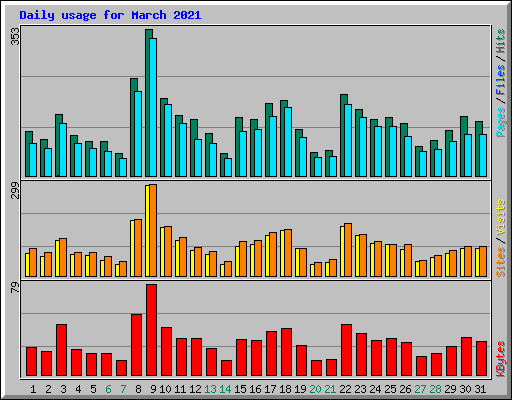 Daily usage for March 2021
353
Pages / Files / Hits
299
Sites / Visits
79
KBytes
1 2 3 4 5 6 7 8 9 10 11 12 13 14 15 16 17 18 19 20 21 22 23 24 25 26 27 28 29 30 31